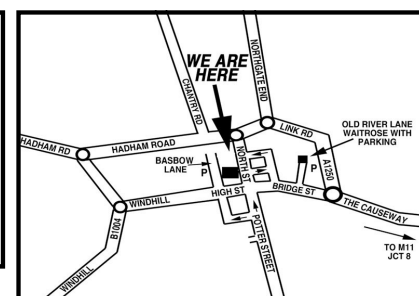 WE ARE
HERE
CHANTRY RD
NORTHGATE END
HADHAM RD
HADHAM ROAD
LINK RD
OLD RIVER LANE
WAITROSE WITH
PARKING
BASBOW
LANE
P
NORTH ST
P
A1250
HIGH ST
BRIDGE ST
WINDHILL
THE CAUSEWAY
B1004
POTTER STREET
TO M11
JCT 8
WINDHILL